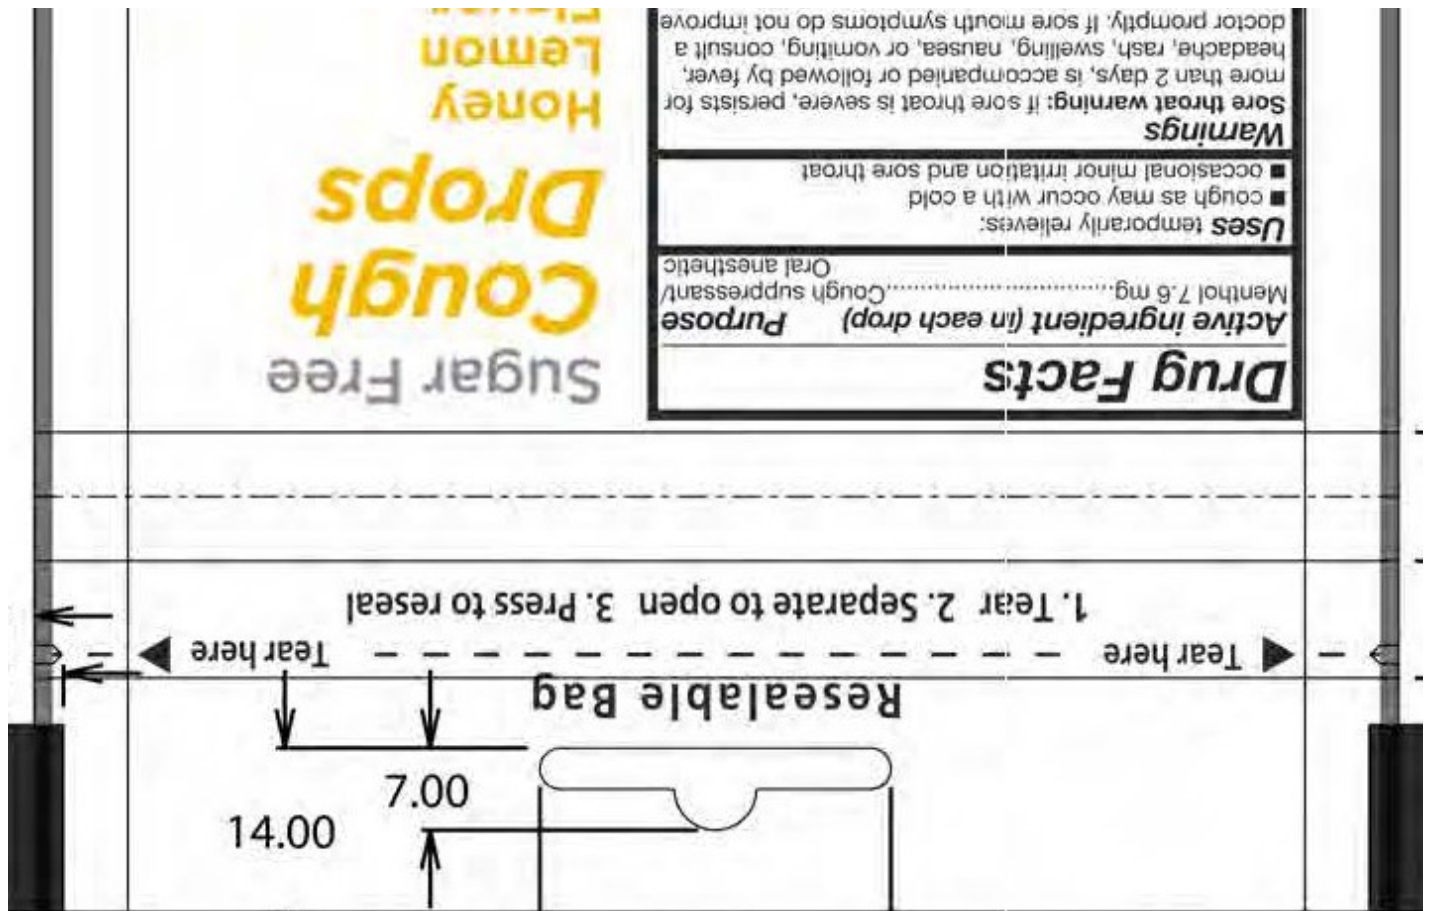 14.00
7.00
Resealable Bag
Tear here
Tear here
1. Tear 2. Separate to open 3. Press to reseal
Drug Facts
Active ingredient (in each drop) Purpose
Menthol 7.6 mg................................Cough suppressant/
Oral anesthetic
Uses temporarily relieves:
■ cough as may occur with a cold
■ occasional minor irritation and sore throat
Warnings
Sore throat warning: if sore throat is severe, persists for
more than 2 days, is accompanied or followed by fever,
headache, rash, swelling, nausea, or vomiting, consult a
doctor promptly. If sore mouth symptoms do not improve
Sugar Free
Cough
Drops
Honey
Lemon
Flavor